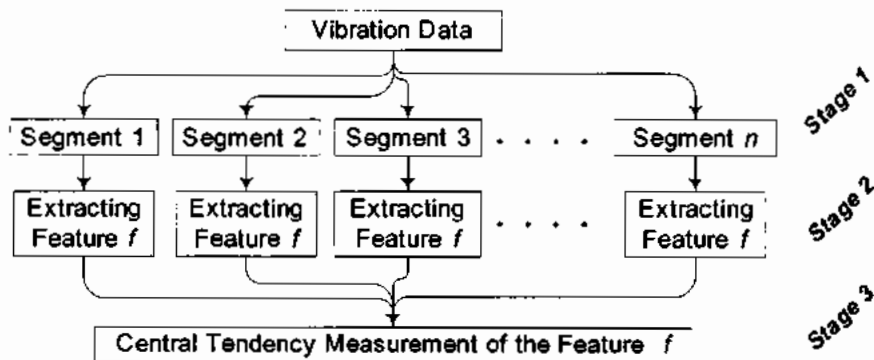 Vibration Data
Stage 1
Segment 1 Segment 2 Segment 3 . . . . Segment n
Stage 2
Extracting Feature f Extracting Feature f Extracting Feature f . . . . Extracting Feature f
Stage 3
Central Tendency Measurement of the Feature f